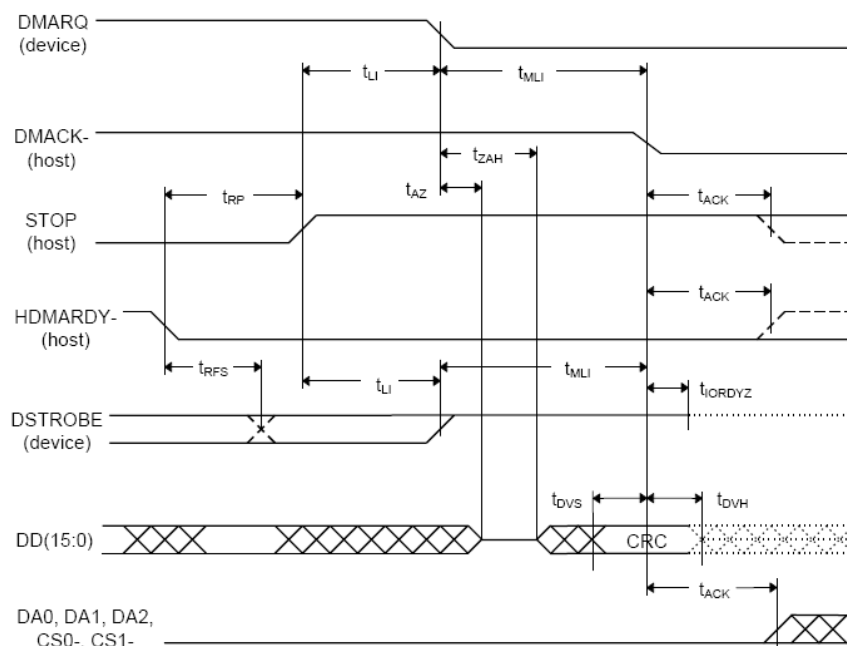 DMARQ
(device)
tLI
tMLI
DMACK-
(host)
tZAH
tRP
tAZ
tACK
STOP
(host)
tACK
HDMARDY-
(host)
tRFS
tLI
tMLI
tIORDYZ
DSTROBE
(device)
tDVS
tDVH
DD(15:0)
CRC
tACK
DA0, DA1, DA2,
CS0-, CS1-